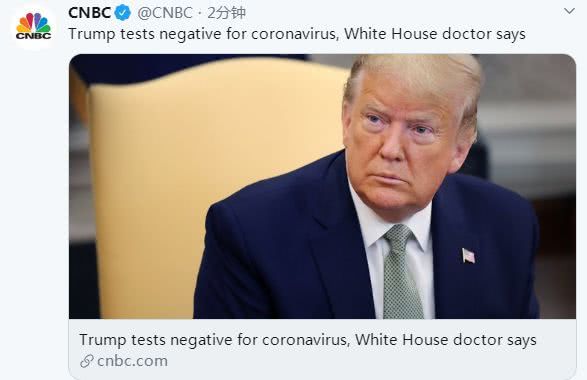 CNBC @CNBC · 2分钟
Trump tests negative for coronavirus, White House doctor says
CNBC
Trump tests negative for coronavirus, White House doctor says
cnbc.com